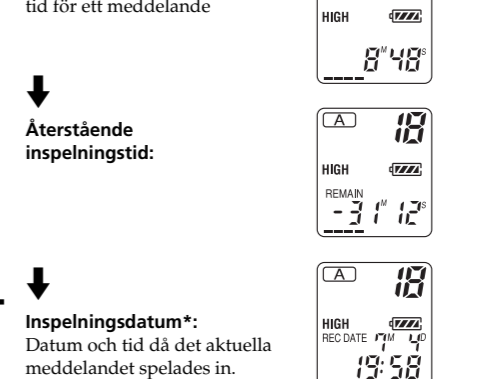 tid för ett meddelande
HIGH
8M48S
Återstående
inspelningstid:
A 18
HIGH
REMAIN
-31M12S
Inspelningsdatum*:
Datum och tid då det aktuella
meddelandet spelades in.
A 18
HIGH
REC DATE 7M 4D
19:58